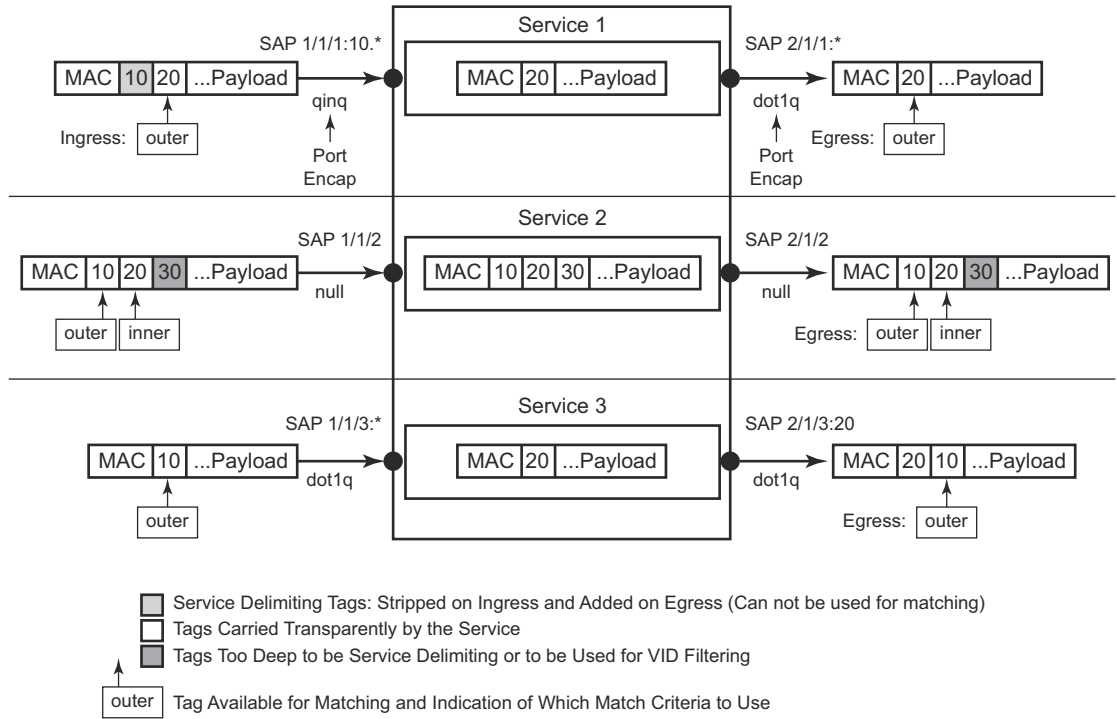 Service 1
SAP 1/1/1:10.*
SAP 2/1/1:*
MAC 10 20 ...Payload
MAC 20 ...Payload
MAC 20 ...Payload
qinq
dot1q
Ingress: outer
Port
Encap
Port
Encap
Egress: outer
Service 2
SAP 1/1/2
SAP 2/1/2
MAC 10 20 30 ...Payload
MAC 10 20 30 ...Payload
MAC 10 20 30 ...Payload
null
null
outer inner
Egress: outer inner
Service 3
SAP 1/1/3:*
SAP 2/1/3:20
MAC 10 ...Payload
MAC 20 ...Payload
MAC 20 10 ...Payload
dot1q
dot1q
outer
Egress: outer
Service Delimiting Tags: Stripped on Ingress and Added on Egress (Can not be used for matching)
Tags Carried Transparently by the Service
Tags Too Deep to be Service Delimiting or to be Used for VID Filtering
outer Tag Available for Matching and Indication of Which Match Criteria to Use